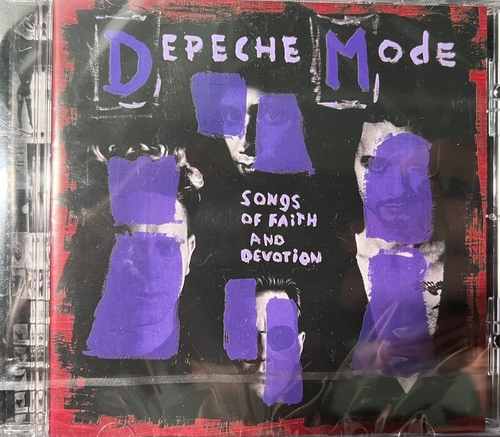 DEPECHE MOdE
SONgS
OF FAiTH
AND
DEVOTiON